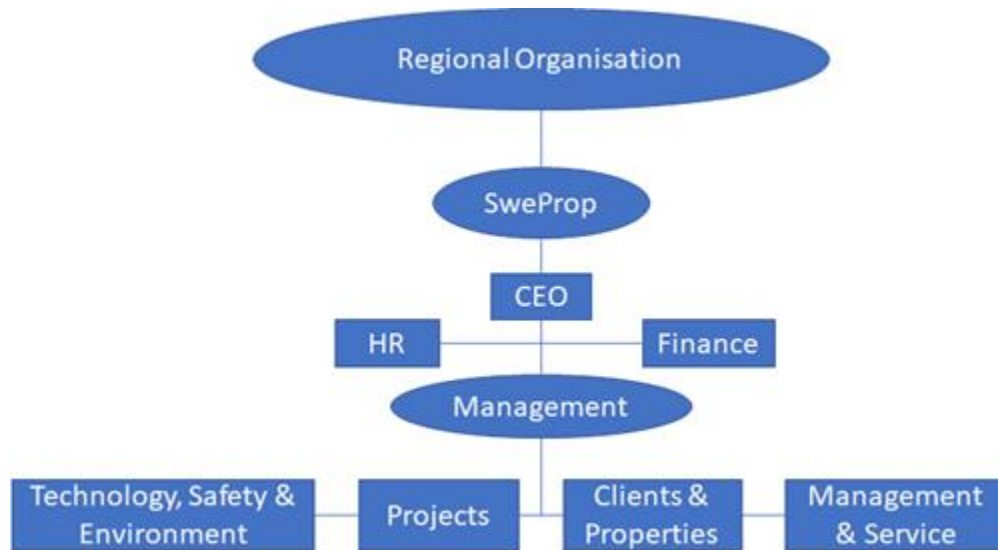 Regional Organisation
SweProp
CEO
HR
Finance
Management
Technology, Safety &
Environment
Projects
Clients &
Properties
Management
& Service